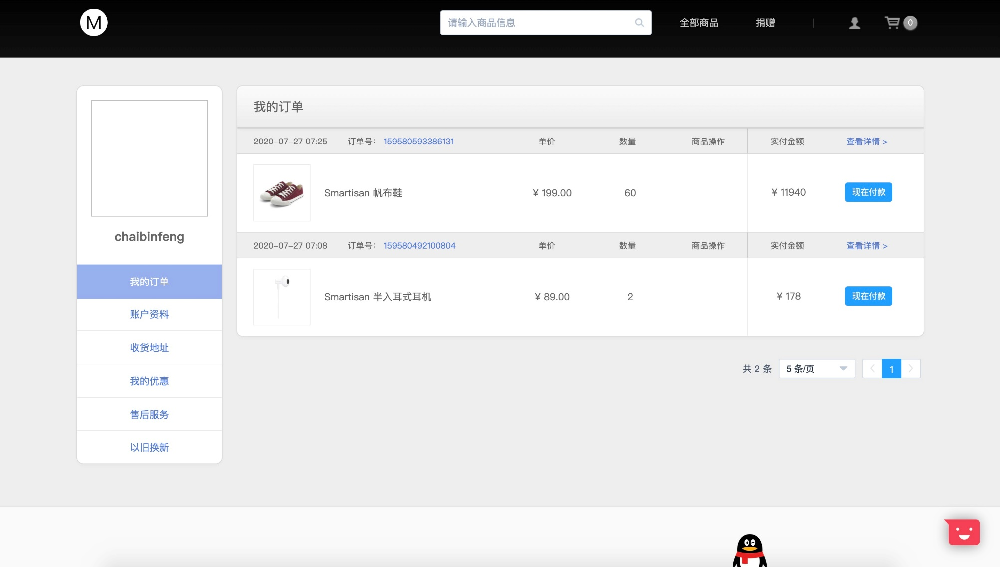 M
请输入商品信息
全部商品
捐赠
0
chaibinfeng
我的订单
账户资料
收货地址
我的优惠
售后服务
以旧换新
我的订单
2020-07-27 07:25 订单号: 159580593386131 单价 数量 商品操作 实付金额 查看详情 >
Smartisan 帆布鞋 ¥ 199.00 60 ¥ 11940 现在付款
2020-07-27 07:08 订单号: 159580492100804 单价 数量 商品操作 实付金额 查看详情 >
Smartisan 半入耳式耳机 ¥ 89.00 2 ¥ 178 现在付款
共 2 条 5 条/页 1